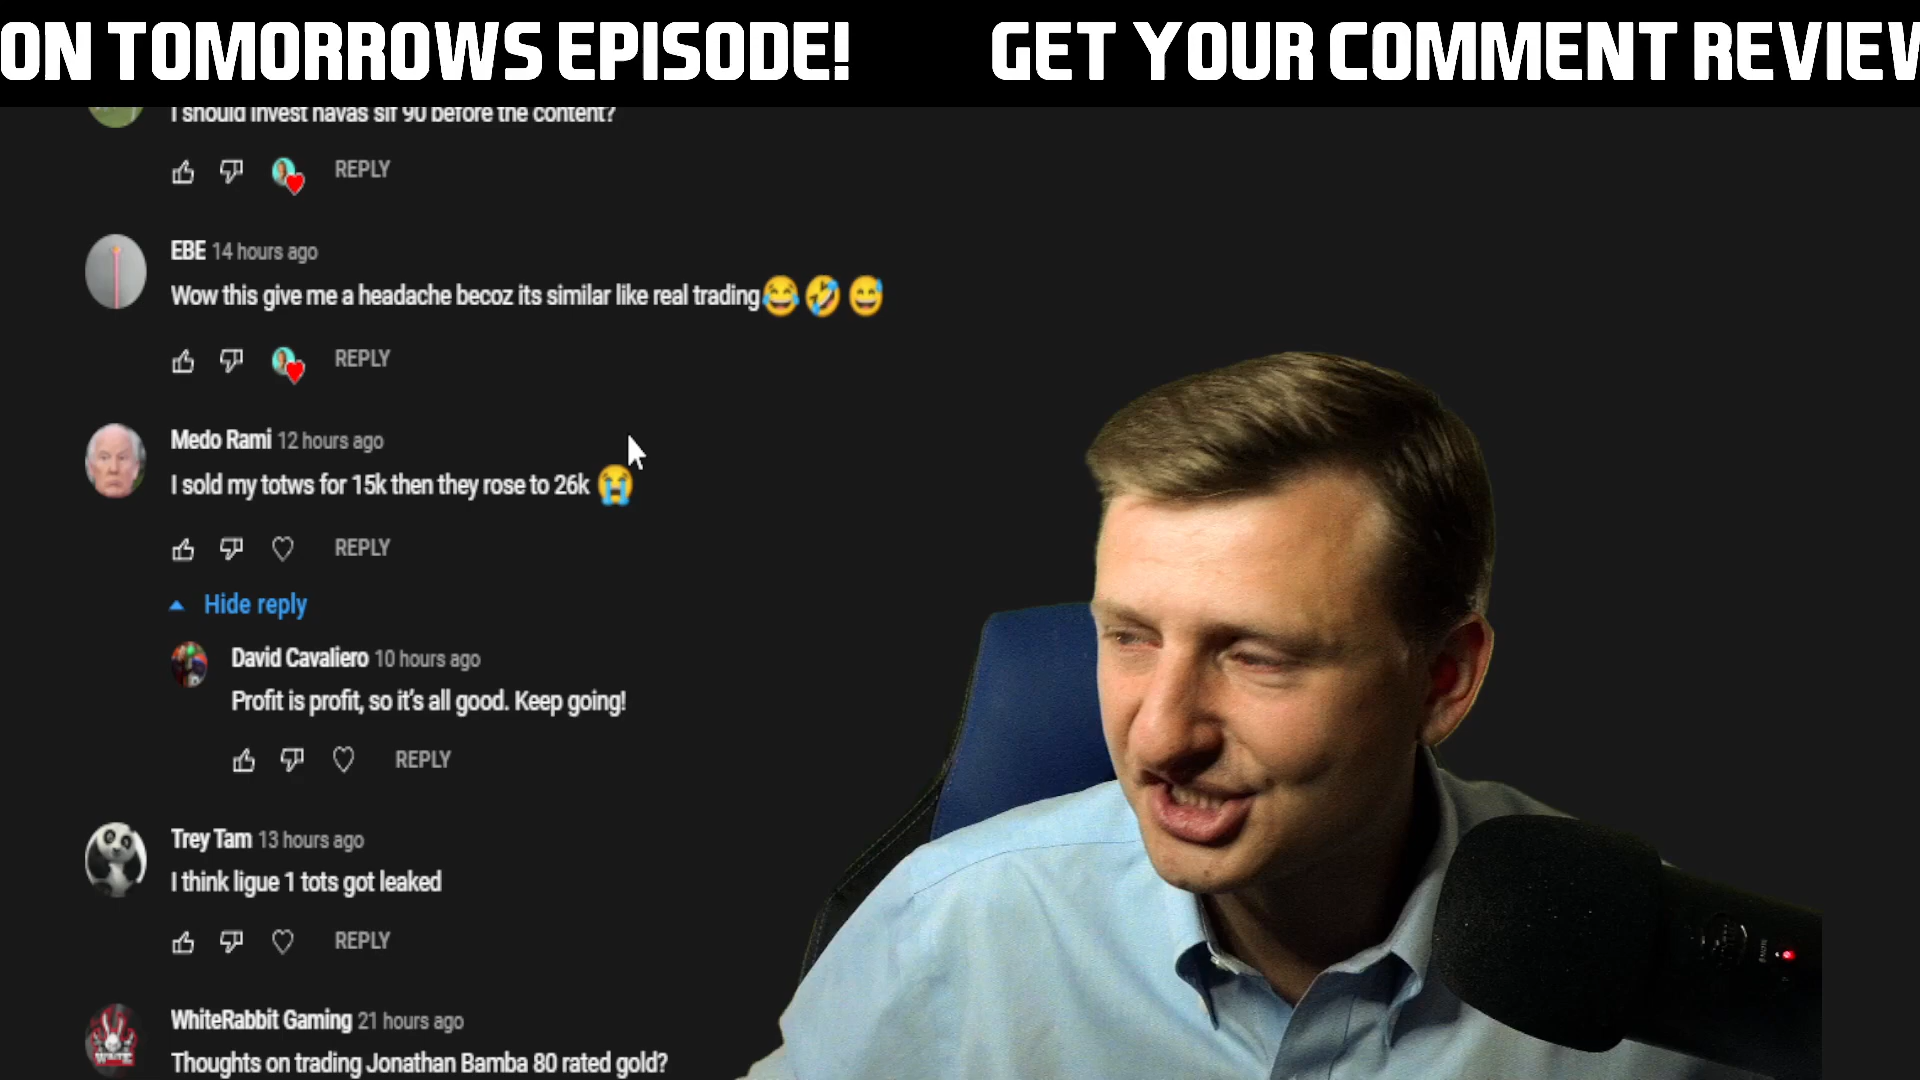 ON TOMORROWS EPISODE! GET YOUR COMMENT REVIEW
I should invest navas sif 90 before the content?
REPLY
EBE 14 hours ago
Wow this give me a headache becoz its similar like real trading😂🤣😅
REPLY
Medo Rami 12 hours ago
I sold my totws for 15k then they rose to 26k 😭
REPLY
Hide reply
David Cavaliero 10 hours ago
Profit is profit, so it's all good. Keep going!
REPLY
Trey Tam 13 hours ago
I think ligue 1 tots got leaked
REPLY
WhiteRabbit Gaming 21 hours ago
Thoughts on trading Jonathan Bamba 80 rated gold?